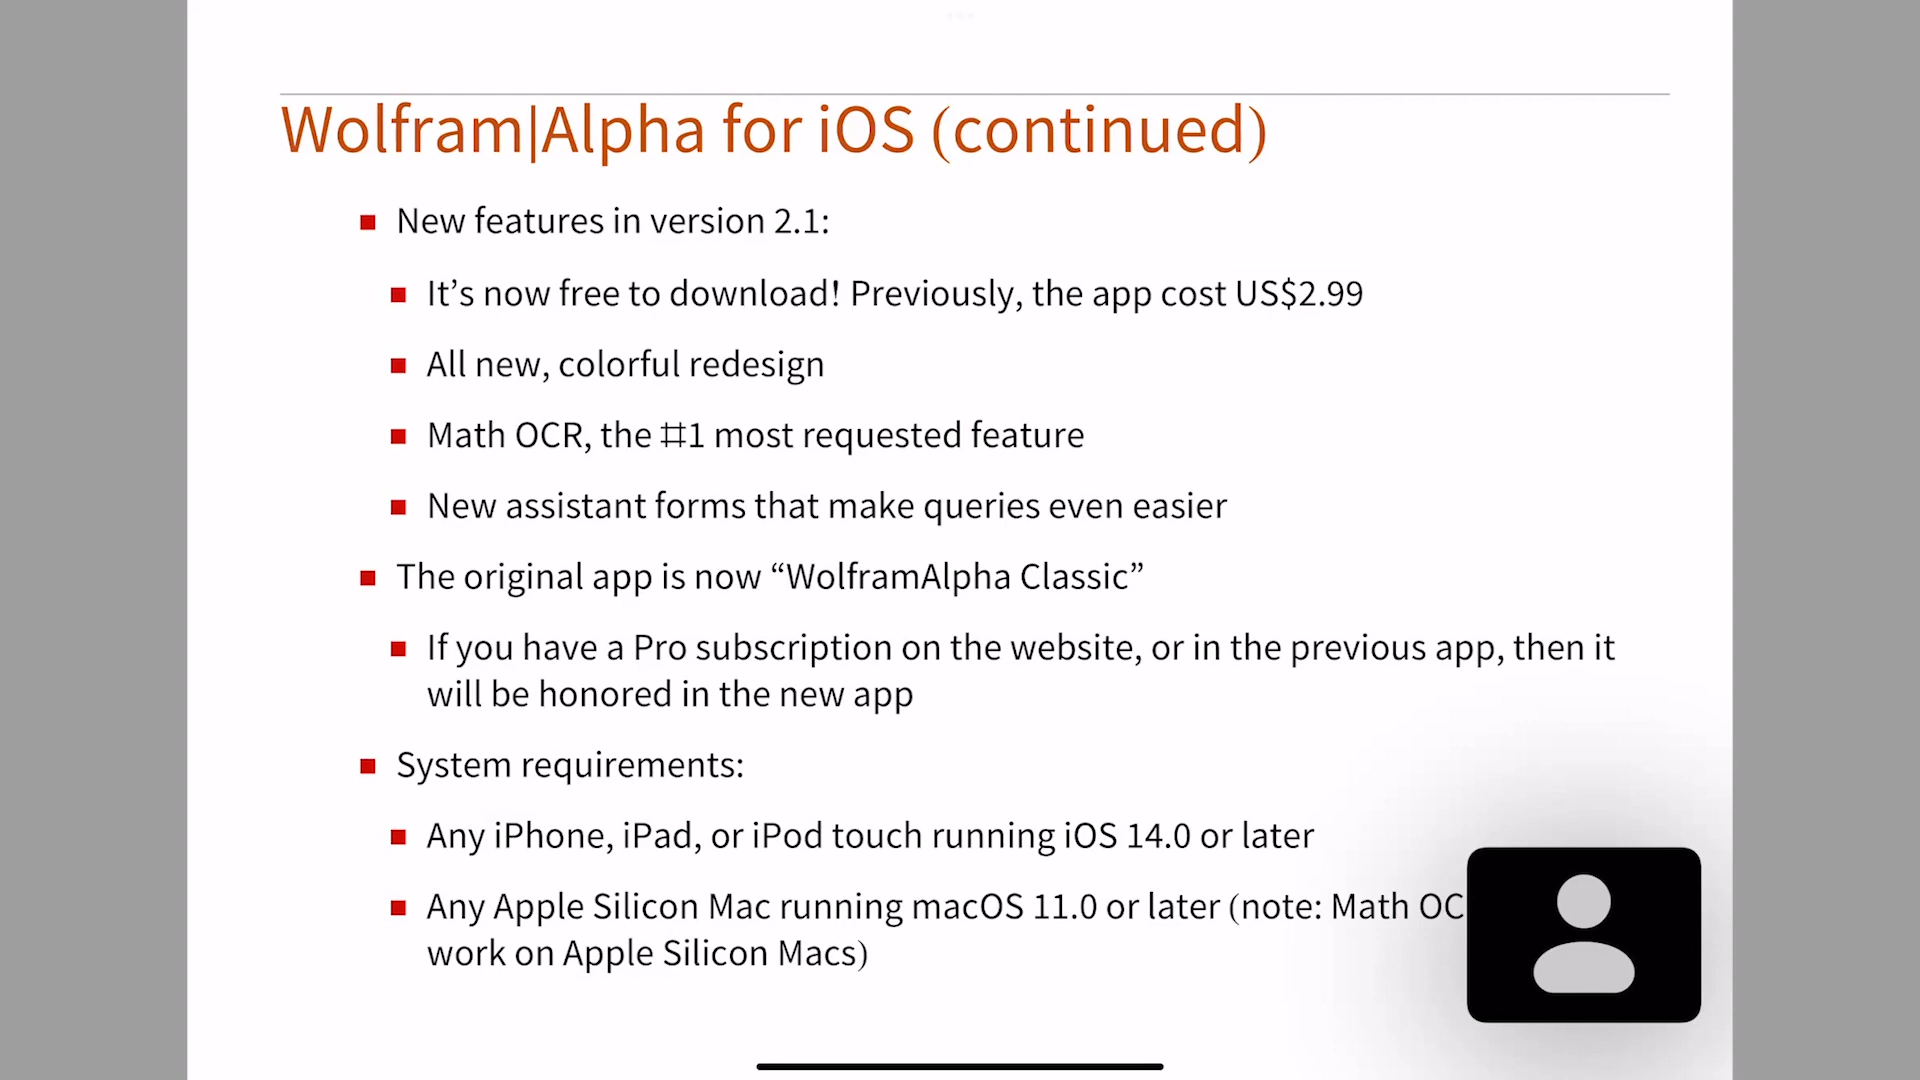 Wolfram|Alpha for iOS (continued)
New features in version 2.1:
It’s now free to download! Previously, the app cost US$2.99
All new, colorful redesign
Math OCR, the #1 most requested feature
New assistant forms that make queries even easier
The original app is now “WolframAlpha Classic”
If you have a Pro subscription on the website, or in the previous app, then it
will be honored in the new app
System requirements:
Any iPhone, iPad, or iPod touch running iOS 14.0 or later
Any Apple Silicon Mac running macOS 11.0 or later (note: Math
work on Apple Silicon Macs)